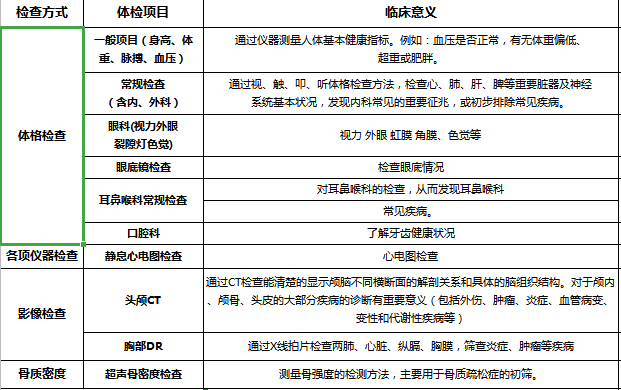 检查方式 体检项目 临床意义
体格检查
一般项目（身高、体
重、脉搏、血压）
通过仪器测量人体基本健康指标。例如：血压是否正常，有无体重偏低、
超重或肥胖。
常规检查
（含内、外科）
通过视、触、叩、听体格检查方法，检查心、肺、肝、脾等重要脏器及神经
系统基本状况，发现内科常见的重要征兆，或初步排除常见疾病。
眼科(视力外眼
裂隙灯色觉)
视力 外眼 虹膜 角膜、色觉等
眼底镜检查 检查眼底情况
耳鼻喉科常规检查
对耳鼻喉科的检查，从而发现耳鼻喉科
常见疾病。
口腔科 了解牙齿健康状况
各项仪器检查 静息心电图检查 心电图检查
影像检查
头颅CT
通过CT检查能清楚的显示颅脑不同横断面的解剖关系和具体的脑组织结构。对于颅内
、颅骨、头皮的大部分疾病的诊断有重要意义（包括外伤、肿瘤、炎症、血管病变、
变性和代谢性疾病等）
胸部DR 通过X线拍片检查两肺、心脏、纵膈、胸膜，筛查炎症、肿瘤等疾病
骨质密度 超声骨密度检查 测量骨强度的检测方法，主要用于骨质疏松症的初筛。